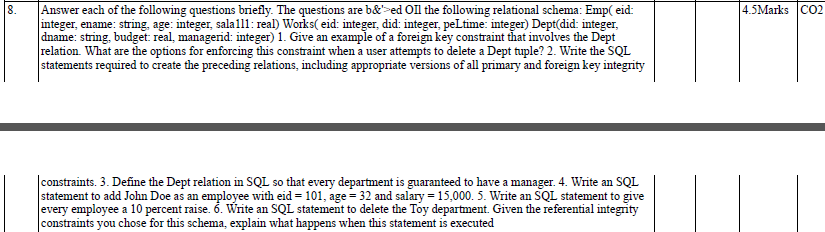 8. Answer each of the following questions briefly. The questions are b&'>ed OIl the following relational schema: Emp( eid: 4.5Marks CO2
integer, ename: string, age: integer, sala1l1: real) Works( eid: integer, did: integer, peLtime: integer) Dept(did: integer,
dname: string, budget: real, managerid: integer) 1. Give an example of a foreign key constraint that involves the Dept
relation. What are the options for enforcing this constraint when a user attempts to delete a Dept tuple? 2. Write the SQL
statements required to create the preceding relations, including appropriate versions of all primary and foreign key integrity
constraints. 3. Define the Dept relation in SQL so that every department is guaranteed to have a manager. 4. Write an SQL
statement to add John Doe as an employee with eid = 101, age = 32 and salary = 15,000. 5. Write an SQL statement to give
every employee a 10 percent raise. 6. Write an SQL statement to delete the Toy department. Given the referential integrity
constraints you chose for this schema, explain what happens when this statement is executed